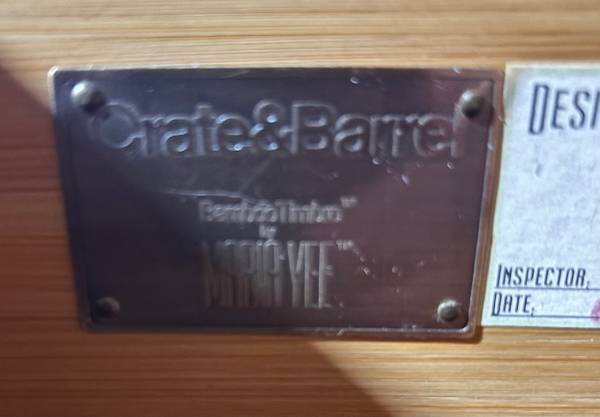 Crate&Barrel
BambooTimbre™
by
MARIO YEE™
DESI
INSPECTOR,
DATE,